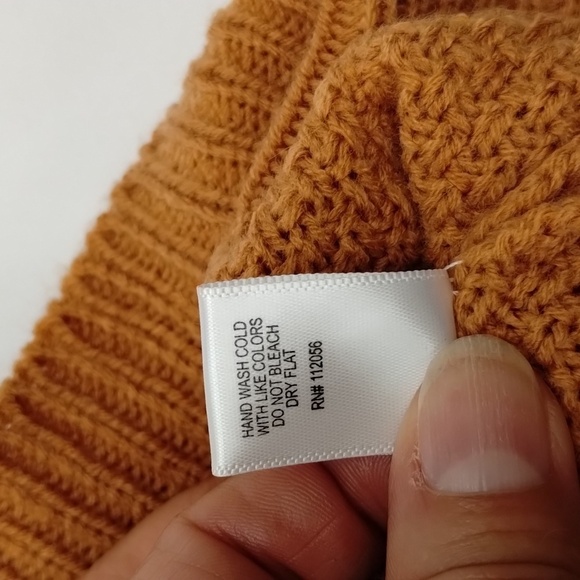 HAND WASH COLD
WITH LIKE COLORS
DO NOT BLEACH
DRY FLAT
RN# 112056